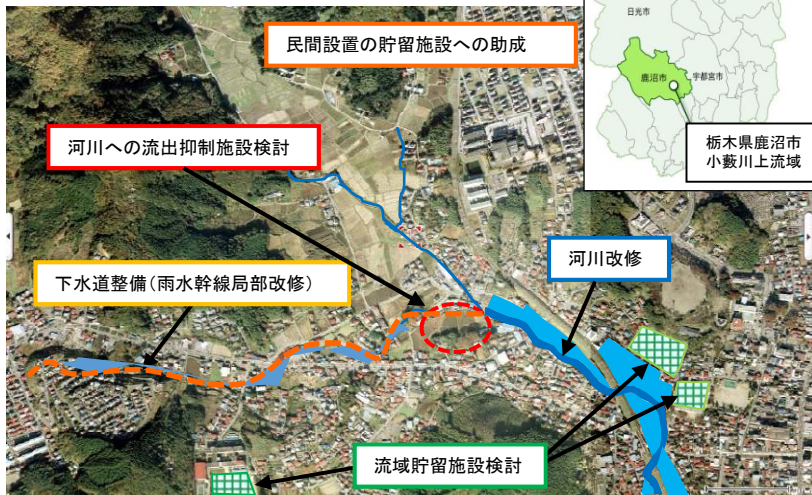 民間設置の貯留施設への助成
日光市
鹿沼市
宇都宮市
栃木県鹿沼市
小藪川上流域
河川への流出抑制施設検討
河川改修
下水道整備(雨水幹線局部改修)
流域貯留施設検討